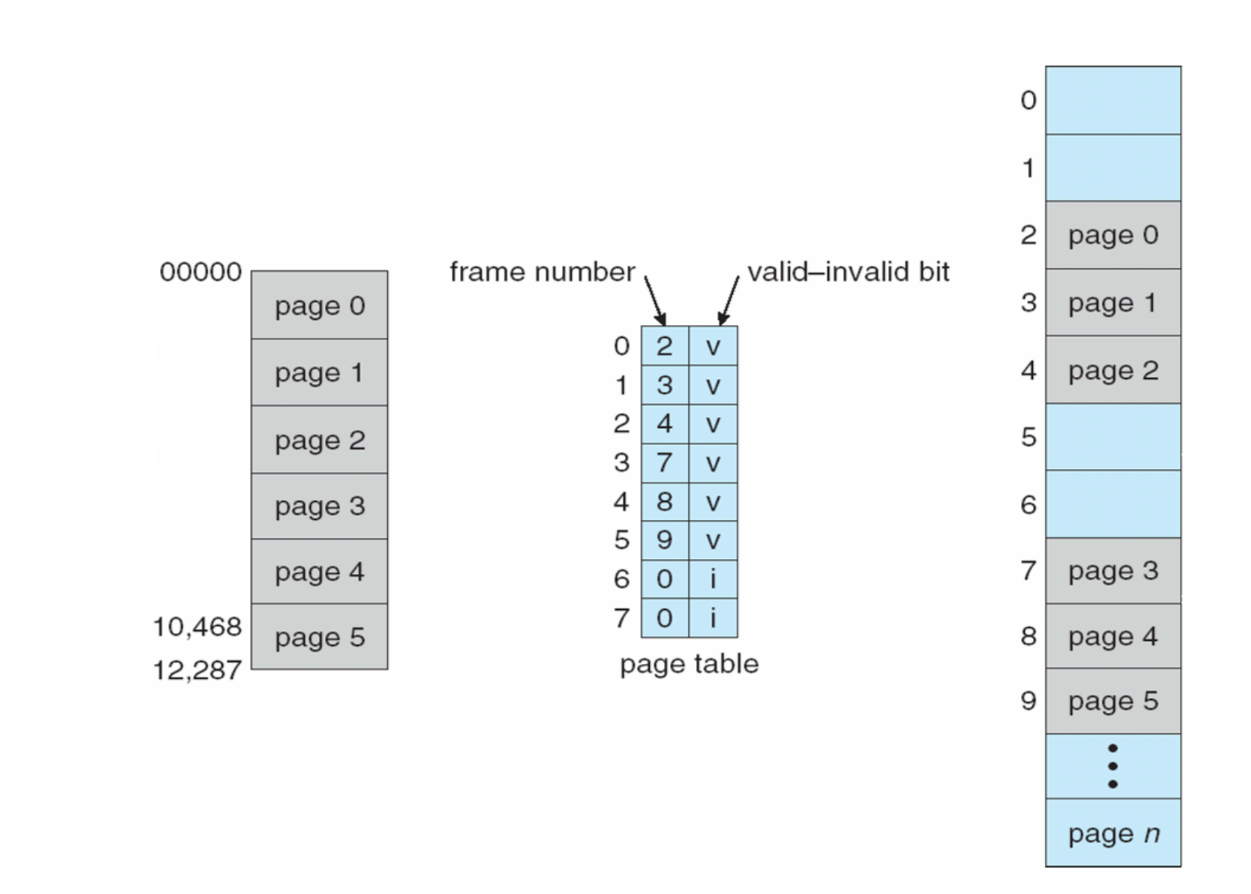 00000
page 0
page 1
page 2
page 3
page 4
10,468
page 5
12,287
frame number
valid–invalid bit
0 2 v
1 3 v
2 4 v
3 7 v
4 8 v
5 9 v
6 0 i
7 0 i
page table
0
1
2 page 0
3 page 1
4 page 2
5
6
7 page 3
8 page 4
9 page 5
page n